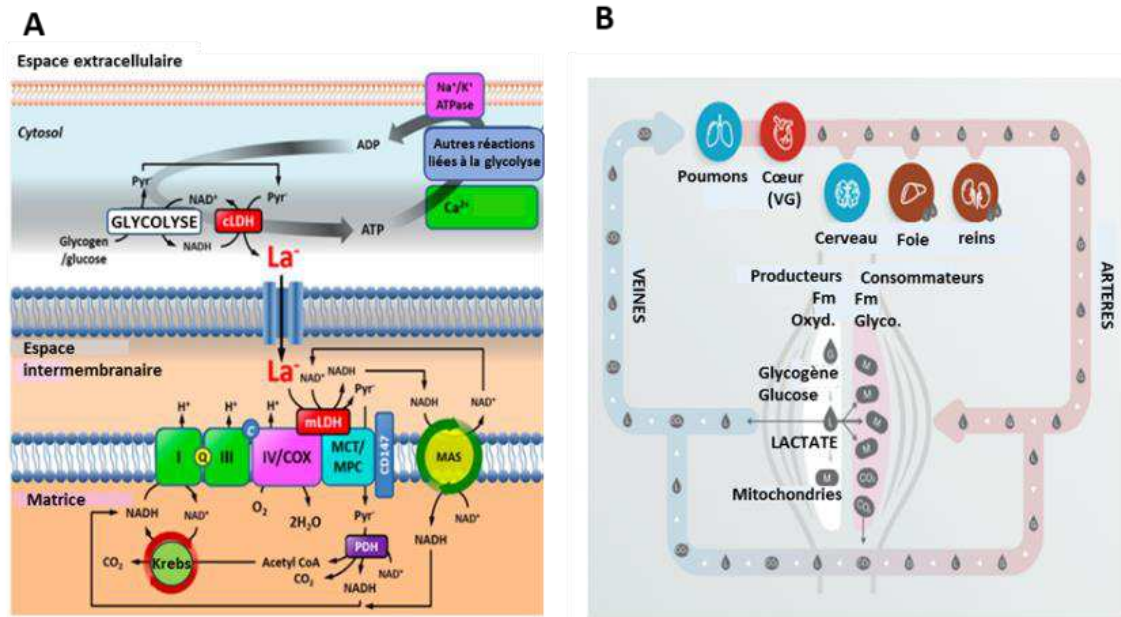 A
Espace extracellulaire
Na⁺/K⁺
ATPase
Cytosol
ADP
Autres réactions
liées à la glycolyse
Pyr⁻
NAD⁺
Pyr⁻
Ca²⁺
GLYCOLYSE
cLDH
ATP
Glycogen
/glucose
NADH
La⁻
Espace
intermembranaire
La⁻
NAD⁺
NADH
Pyr⁻
NADH
NAD⁺
H⁺
H⁺
H⁺
mLDH
C
I
Q
III
IV/COX
MCT/
MPC
CD147
MAS
Matrice
NADH
NAD⁺
O₂
2H₂O
Pyr⁻
NAD⁺
NADH
PDH
CO₂
Krebs
Acetyl CoA
CO₂
NAD⁺
NADH
B
Poumons
Cœur
(VG)
Cerveau
Foie
reins
VEINES
ARTERES
Producteurs
Consommateurs
Fm
Oxyd.
Fm
Glyco.
G
M
Glycogène
Glucose
M
L
M
LACTATE
M
Mitochondries
M
CO₂
CO₂